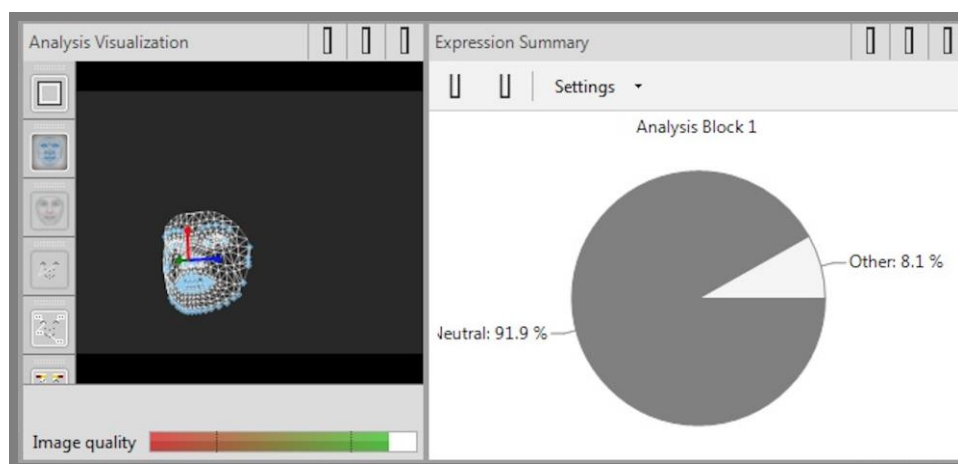 Analysis Visualization
Expression Summary
Settings
Analysis Block 1
Other: 8.1 %
Neutral: 91.9 %
Image quality